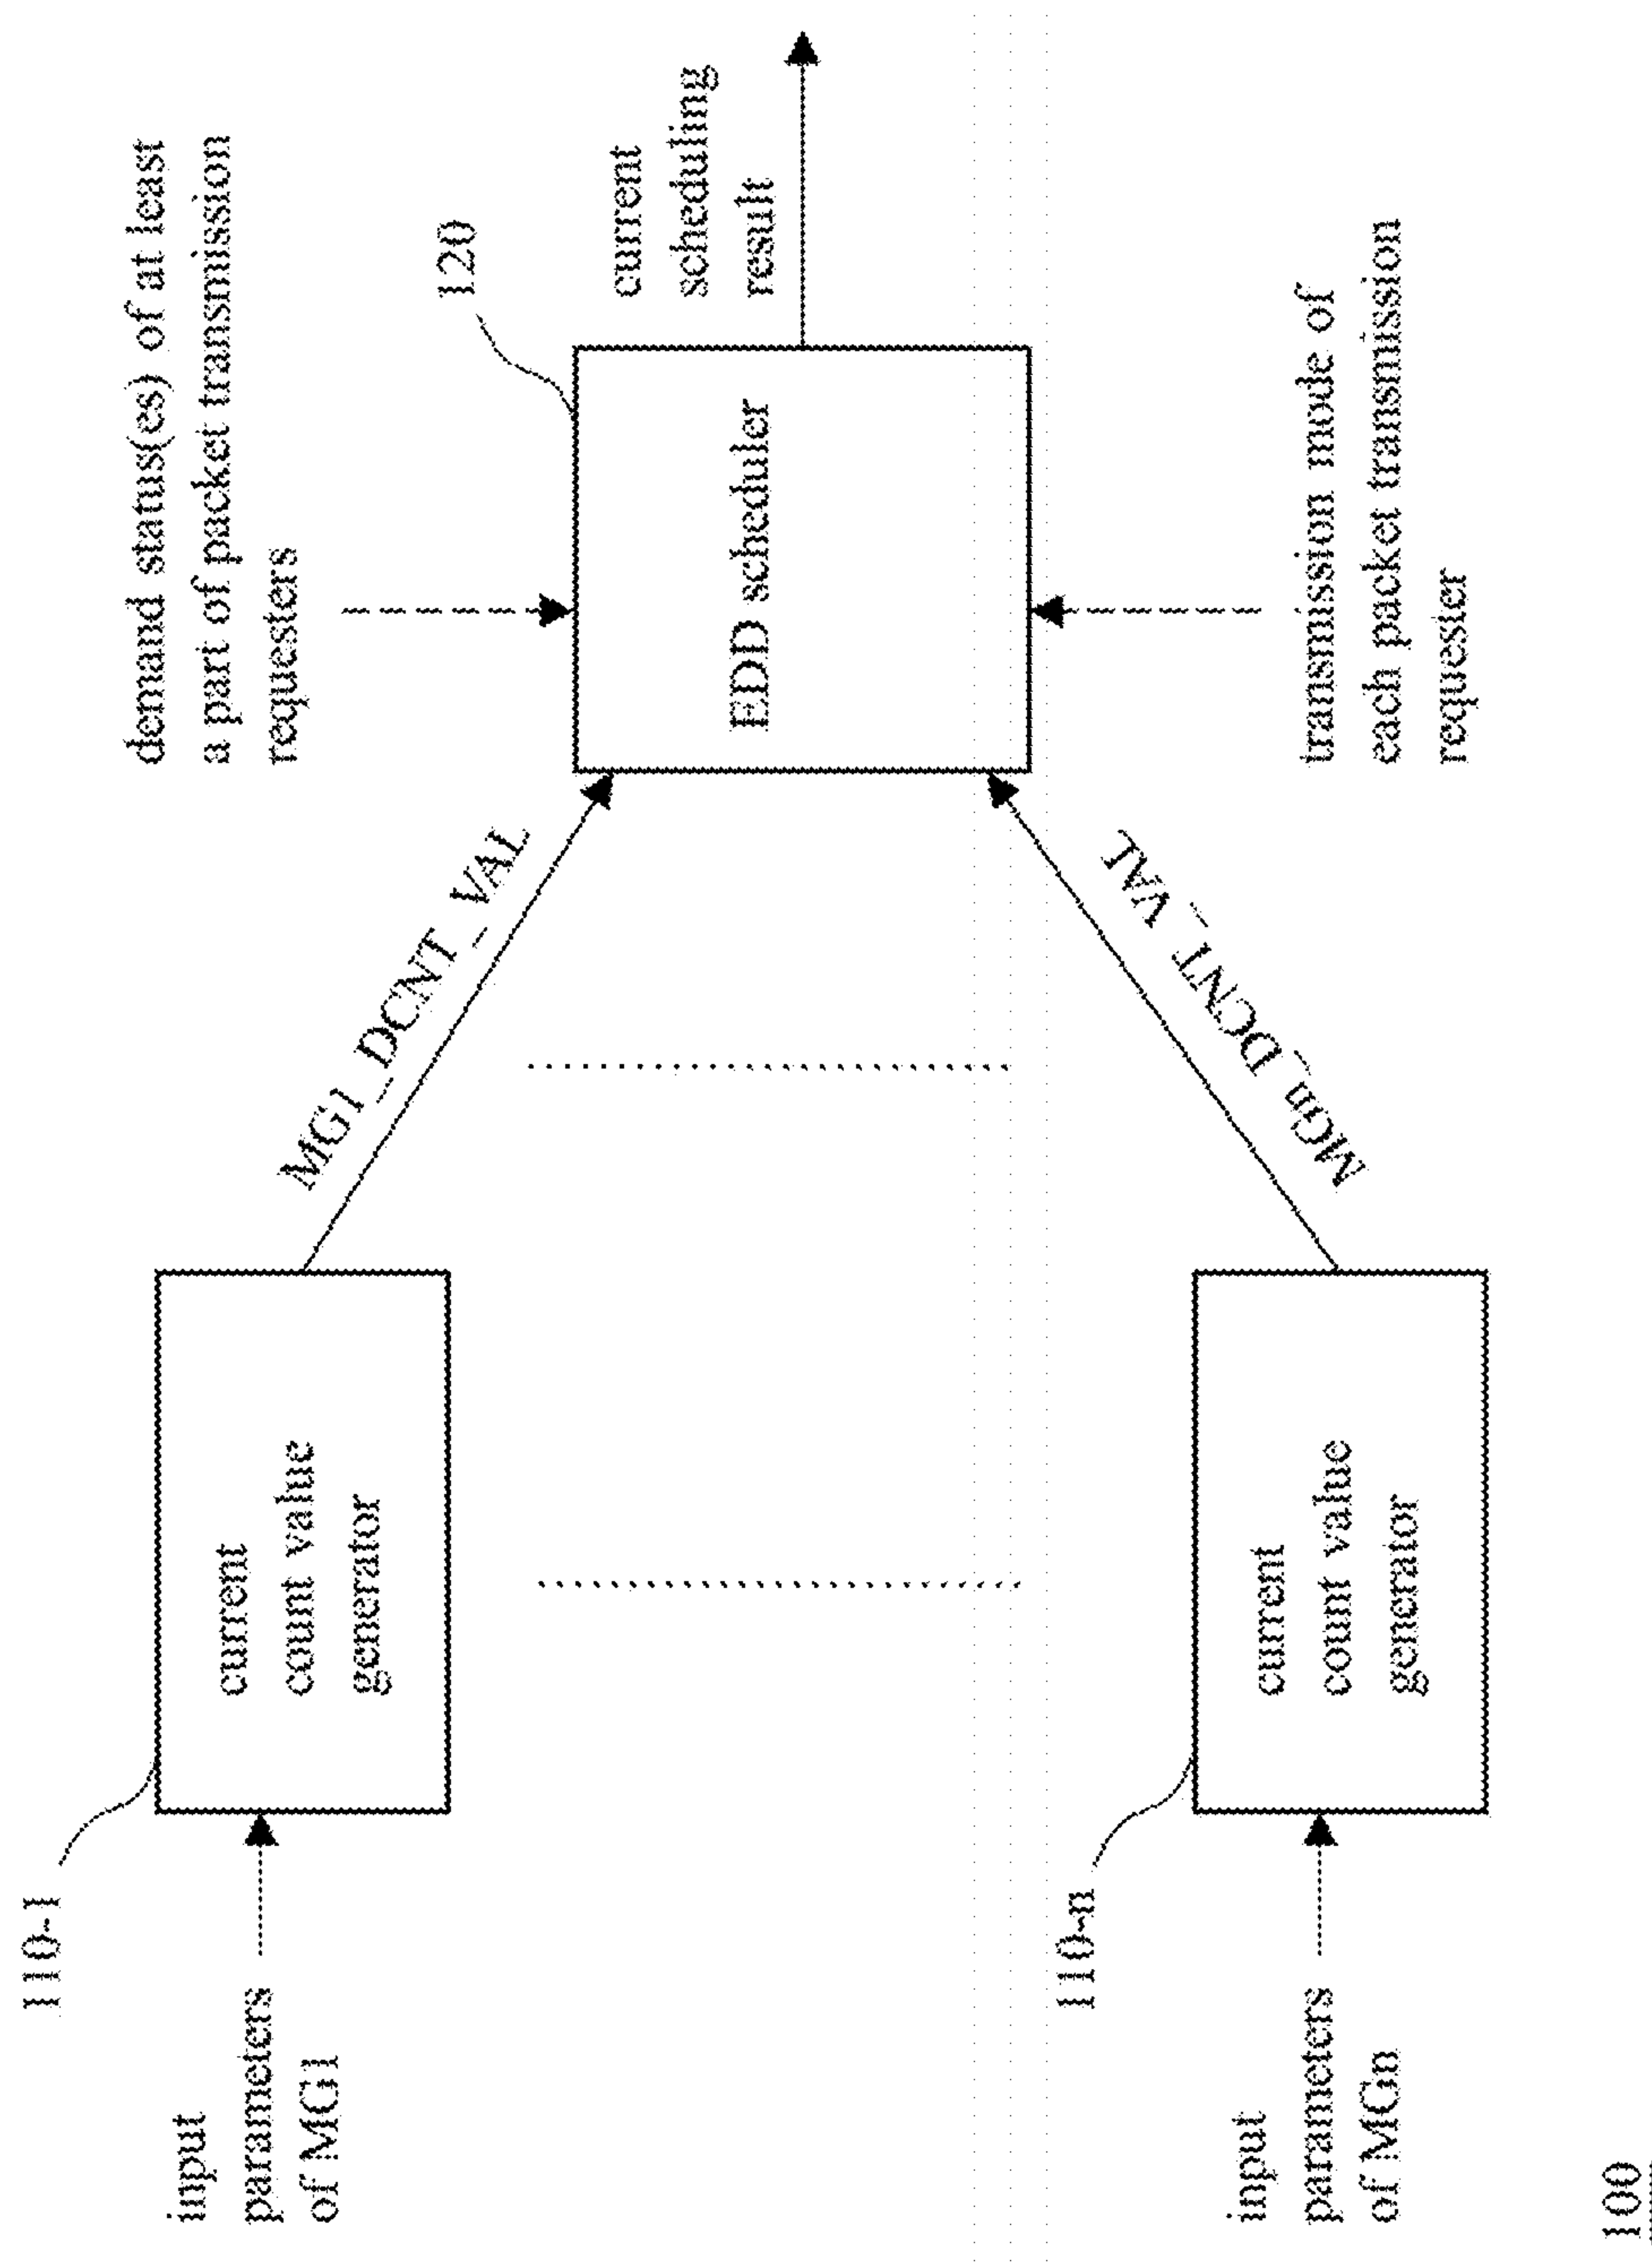 110-1
input
parameters
of MG1
current
count value
generator
MG1_DCNT_VAL
demand status(es) of at least
a part of packet transmission
requesters
120
EDD scheduler
current
scheduling
result
transmission mode of
each packet transmission
requester
MGn_DCNT_VAL
110-n
input
parameters
of MGn
current
count value
generator
100